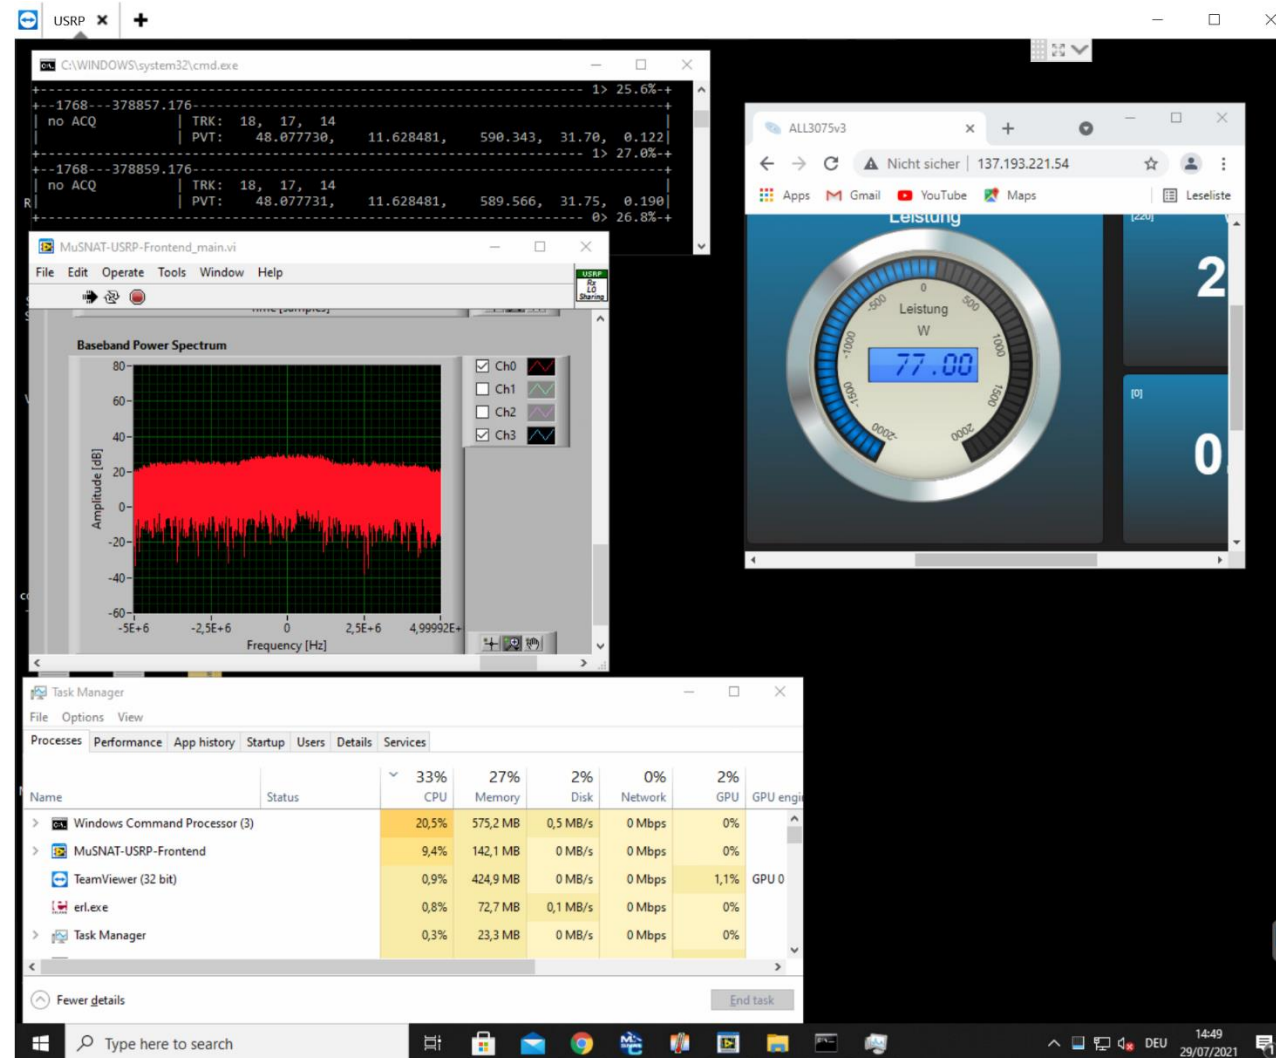 USRP
C:\WINDOWS\system32\cmd.exe
+---------------------------------------------------------------------- 1> 25.6%-+
+--1768---378857.176-------------------------------------------------------------+
| no ACQ | TRK: 18, 17, 14 |
| | PVT: 48.077730, 11.628481, 590.343, 31.70, 0.122|
+---------------------------------------------------------------------- 1> 27.0%-+
+--1768---378859.176-------------------------------------------------------------+
| no ACQ | TRK: 18, 17, 14 |
| | PVT: 48.077731, 11.628481, 589.566, 31.75, 0.190|
+---------------------------------------------------------------------- 0> 26.8%-+
MuSNAT-USRP-Frontend_main.vi
File Edit Operate Tools Window Help
USRP
Rx
LO
Sharing
Time [samples]
Baseband Power Spectrum
Ch0
Ch1
Ch2
Ch3
Amplitude [dB]
80
60
40
20
0
-20
-40
-60
-5E+6 -2,5E+6 0 2,5E+6 4,99992E+
Frequency [Hz]
ALL3075v3
Nicht sicher | 137.193.221.54
Apps Gmail YouTube Maps Leseliste
Leistung
[220]
2
-2000 -1500 -1000 -500 0 500 1000 1500 2000
Leistung
W
77.00
[0]
0
Task Manager
File Options View
Processes Performance App history Startup Users Details Services
33% 27% 2% 0% 2%
Name Status CPU Memory Disk Network GPU GPU engi
Windows Command Processor (3) 20,5% 575,2 MB 0,5 MB/s 0 Mbps 0%
MuSNAT-USRP-Frontend 9,4% 142,1 MB 0 MB/s 0 Mbps 0%
TeamViewer (32 bit) 0,9% 424,9 MB 0 MB/s 0 Mbps 1,1% GPU 0
erl.exe 0,8% 72,7 MB 0,1 MB/s 0 Mbps 0%
Task Manager 0,3% 23,3 MB 0 MB/s 0 Mbps 0%
Fewer details End task
Type here to search
DEU
14:49
29/07/2021